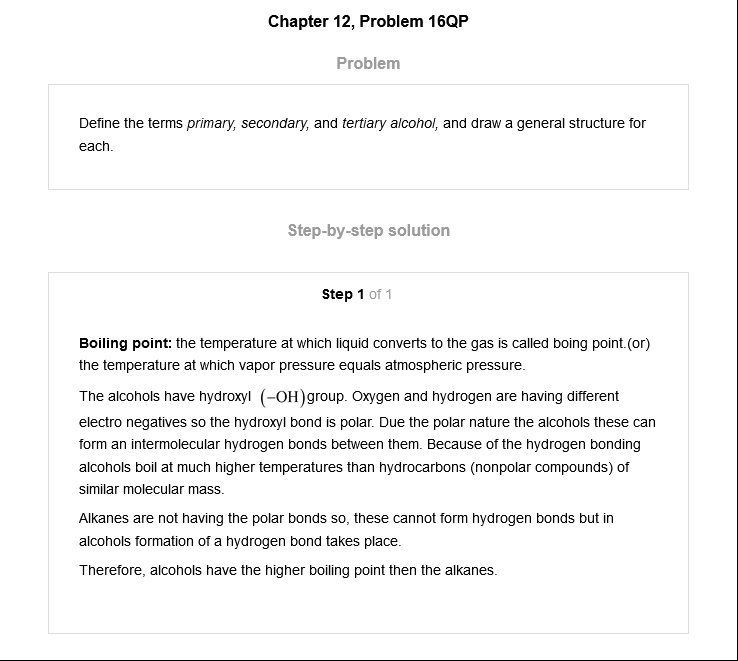 Chapter 12, Problem 16QP
Problem
Define the terms primary, secondary, and tertiary alcohol, and draw a general structure for
each.
Step-by-step solution
Step 1 of 1
Boiling point: the temperature at which liquid converts to the gas is called boing point.(or)
the temperature at which vapor pressure equals atmospheric pressure.
The alcohols have hydroxyl (−OH)group. Oxygen and hydrogen are having different
electro negatives so the hydroxyl bond is polar. Due the polar nature the alcohols these can
form an intermolecular hydrogen bonds between them. Because of the hydrogen bonding
alcohols boil at much higher temperatures than hydrocarbons (nonpolar compounds) of
similar molecular mass.
Alkanes are not having the polar bonds so, these cannot form hydrogen bonds but in
alcohols formation of a hydrogen bond takes place.
Therefore, alcohols have the higher boiling point then the alkanes.